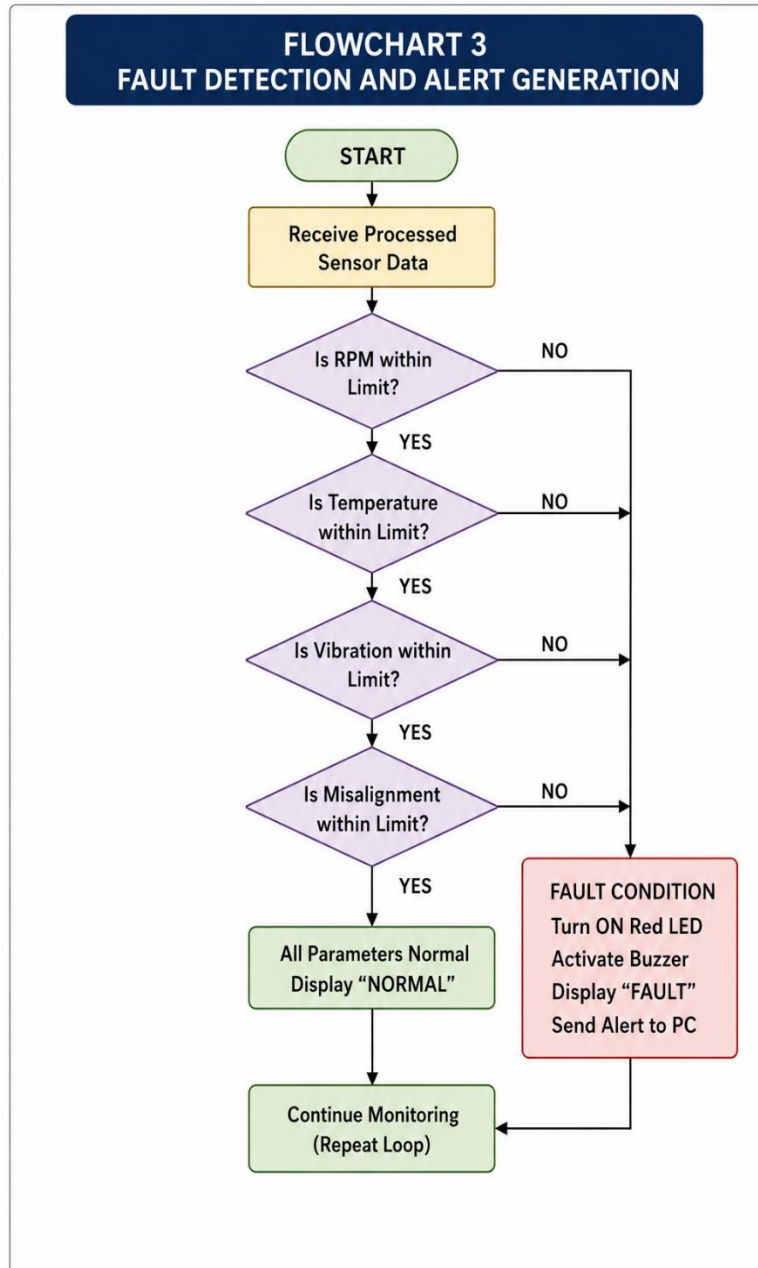 FLOWCHART 3
FAULT DETECTION AND ALERT GENERATION
START
Receive Processed
Sensor Data
Is RPM within
Limit?
NO
YES
Is Temperature
within Limit?
NO
YES
Is Vibration within
Limit?
NO
YES
Is Misalignment
within Limit?
NO
YES
All Parameters Normal
Display “NORMAL”
FAULT CONDITION
Turn ON Red LED
Activate Buzzer
Display “FAULT”
Send Alert to PC
Continue Monitoring
(Repeat Loop)